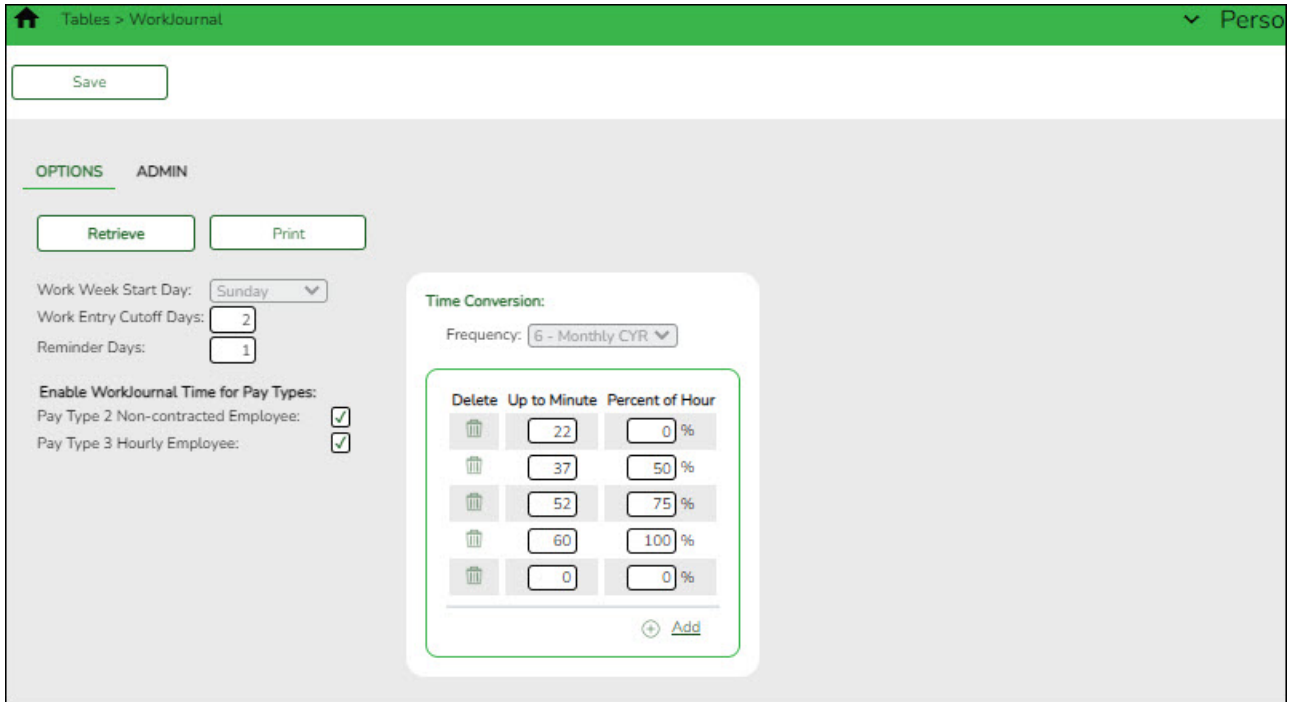 Tables > WorkJournal
Perso
Save
OPTIONS ADMIN
Retrieve Print
Work Week Start Day: Sunday
Work Entry Cutoff Days: 2
Reminder Days: 1
Enable WorkJournal Time for Pay Types:
Pay Type 2 Non-contracted Employee:
Pay Type 3 Hourly Employee:
Time Conversion:
Frequency: 6 - Monthly CYR
Delete Up to Minute Percent of Hour
22 0 %
37 50 %
52 75 %
60 100 %
0 0 %
Add